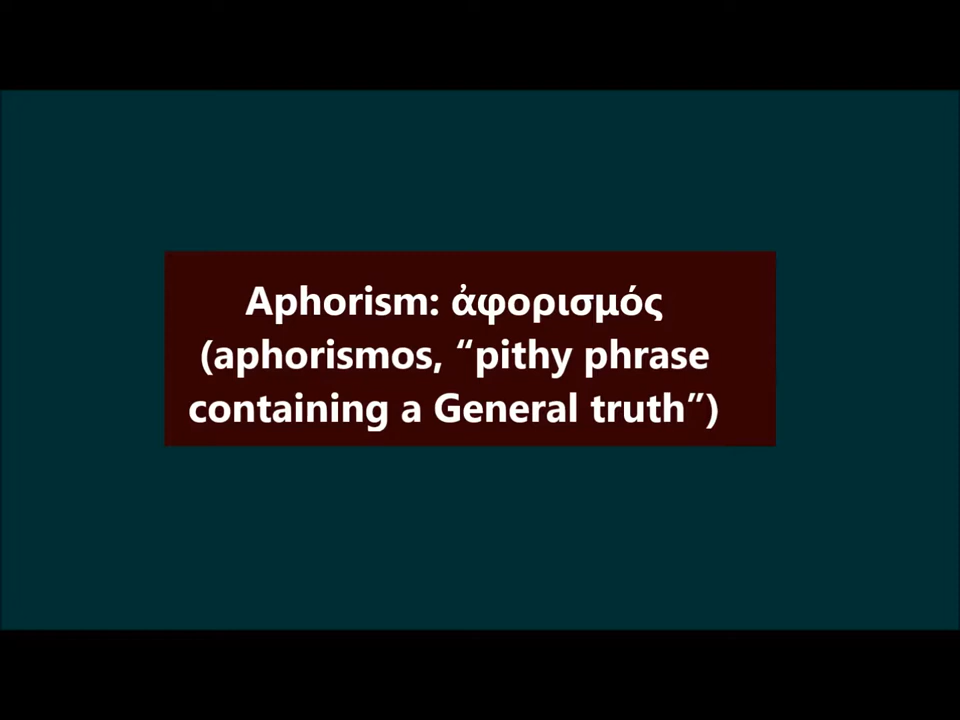 Aphorism: ἀφορισμός
(aphorismos, “pithy phrase
containing a General truth”)